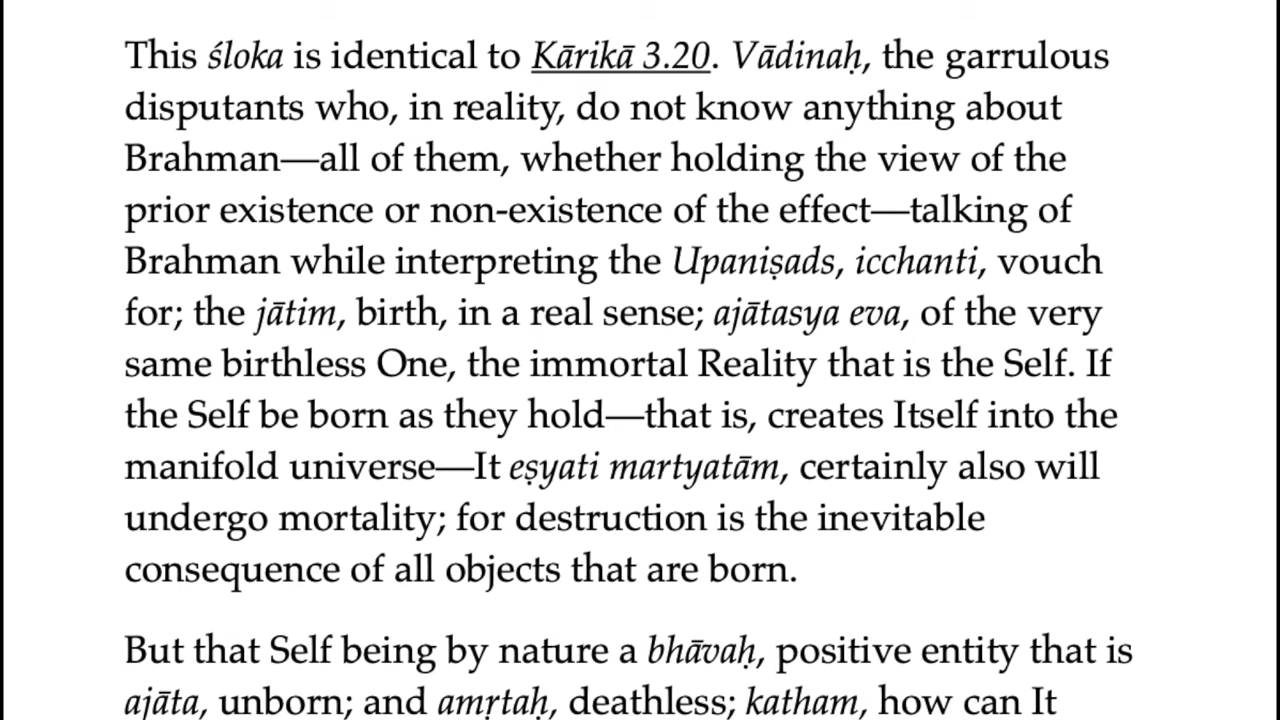 This śloka is identical to Kārikā 3.20. Vādinaḥ, the garrulous
disputants who, in reality, do not know anything about
Brahman—all of them, whether holding the view of the
prior existence or non-existence of the effect—talking of
Brahman while interpreting the Upaniṣads, icchanti, vouch
for; the jātim, birth, in a real sense; ajātasya eva, of the very
same birthless One, the immortal Reality that is the Self. If
the Self be born as they hold—that is, creates Itself into the
manifold universe—It eṣyati martyatām, certainly also will
undergo mortality; for destruction is the inevitable
consequence of all objects that are born.
But that Self being by nature a bhāvaḥ, positive entity that is
ajāta, unborn; and amṛtaḥ, deathless; katham, how can It